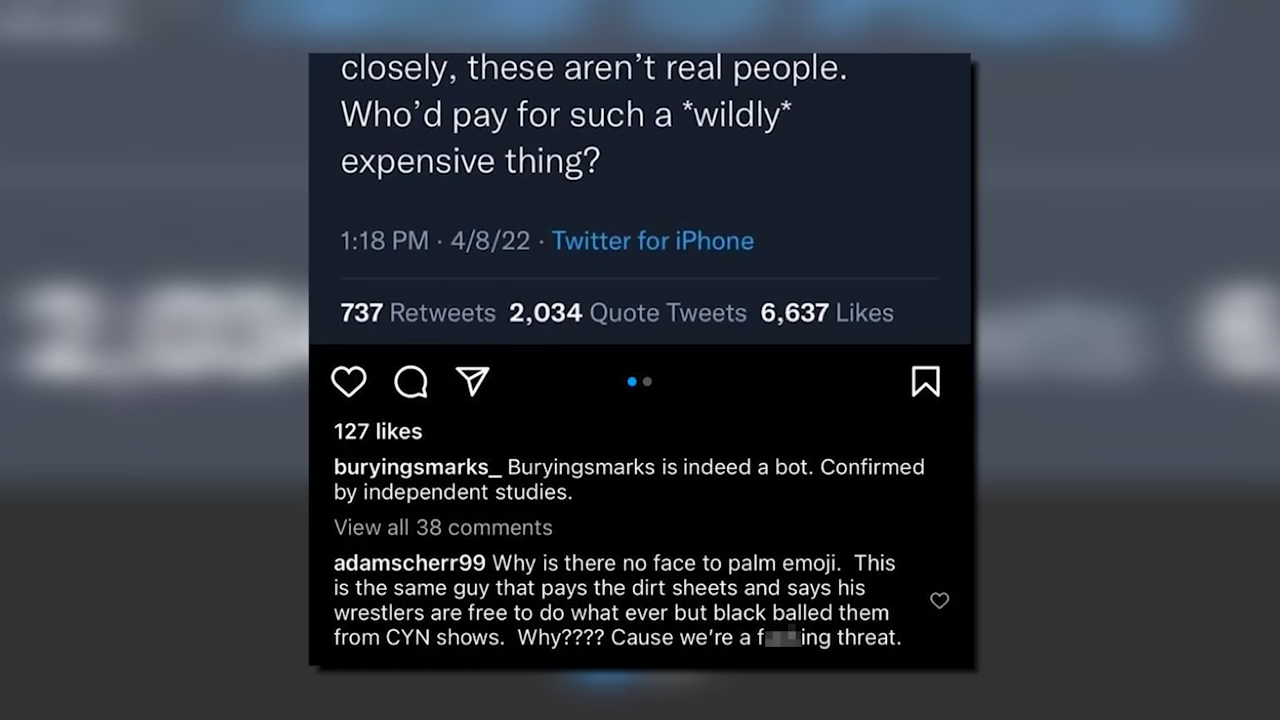 closely, these aren't real people.
Who'd pay for such a *wildly*
expensive thing?
1:18 PM · 4/8/22 · Twitter for iPhone
737 Retweets 2,034 Quote Tweets 6,637 Likes
127 likes
buryingsmarks_ Buryingsmarks is indeed a bot. Confirmed
by independent studies.
View all 38 comments
adamscherr99 Why is there no face to palm emoji.  This
is the same guy that pays the dirt sheets and says his
wrestlers are free to do what ever but black balled them
from CYN shows.  Why???? Cause we're a f ing threat.